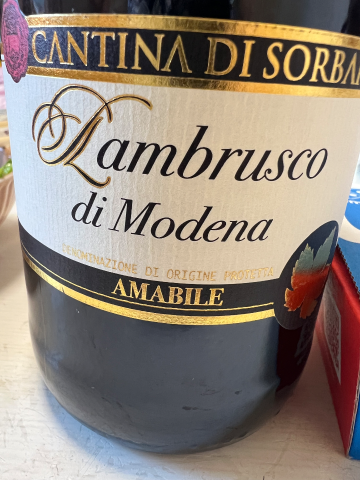 CANTINA DI SORBA
Lambrusco
di Modena
DENOMINAZIONE DI ORIGINE PROTETTA
AMABILE